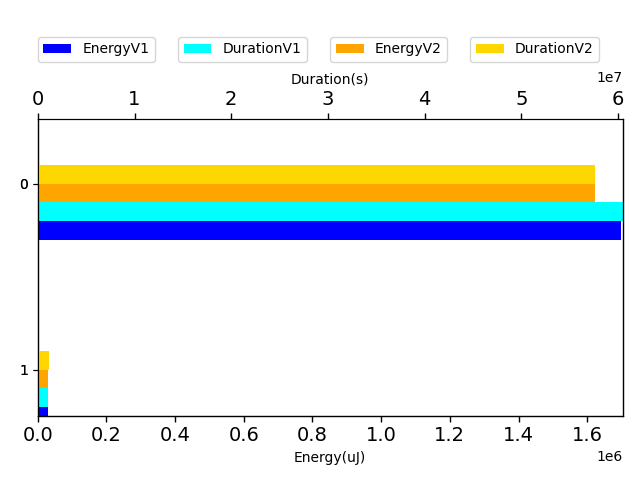 EnergyV1 DurationV1 EnergyV2 DurationV2
Duration(s) 1e7
0 1 2 3 4 5 6
0
1
0.0 0.2 0.4 0.6 0.8 1.0 1.2 1.4 1.6
Energy(uJ) 1e6